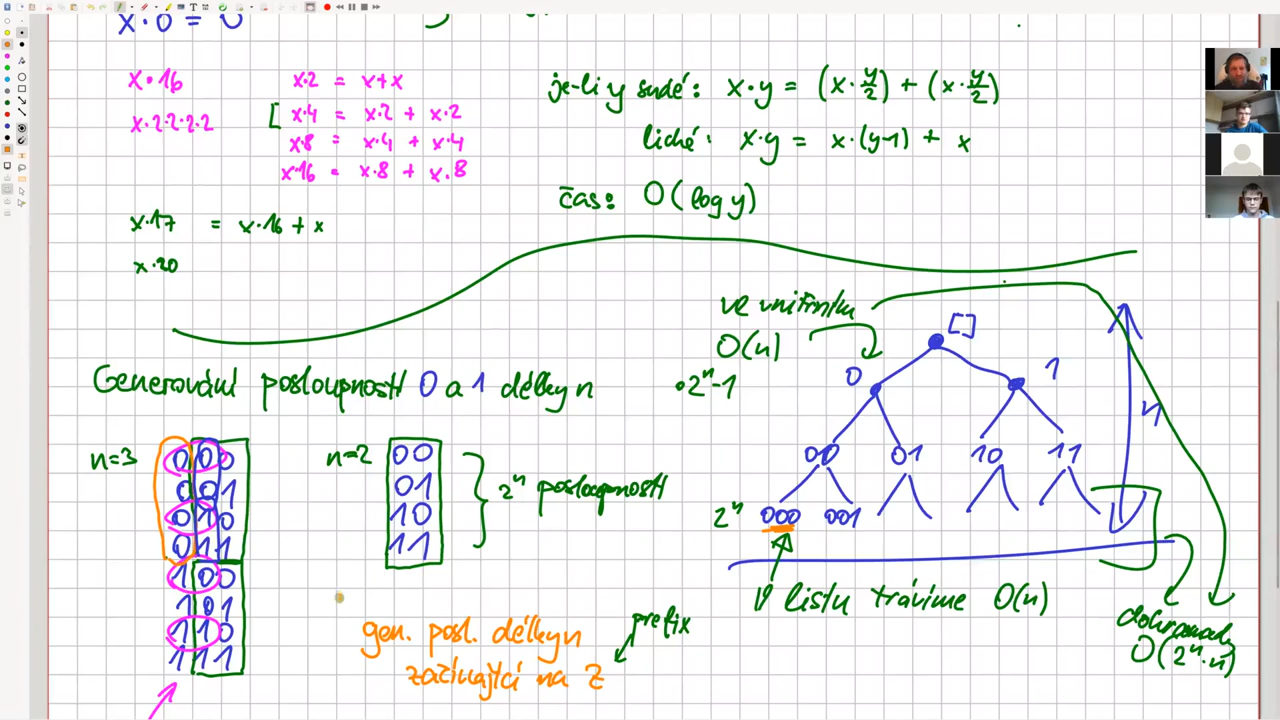 x·0 = 0
x·16
x·2·2·2·2
x·2 = x+x
x·4 = x·2 + x·2
x·8 = x·4 + x·4
x·16 = x·8 + x·8
x·17 = x·16 + x
x·20
je-li y sudé: x·y = (x·y/2) + (x·y/2)
liché: x·y = x·(y-1) + x
čas: O(log y)
Generování posloupností 0 a 1 délky n
n=3
000
001
010
011
100
101
110
111
n=2
00
01
10
11
2ⁿ posloupností
gen. posl. délky n
začínající na Z
prefix
ve vnitřním
O(n)
·2ⁿ-1
[]
0 1
00 01 10 11
2ⁿ 000 001
n
V listu trávíme O(n)
dohromady
O(2ⁿ·n)